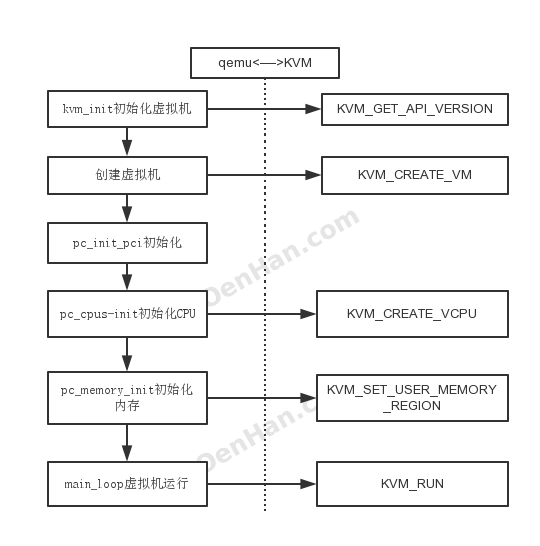 qemu<—>KVM
kvm_init初始化虚拟机
KVM_GET_API_VERSION
创建虚拟机
KVM_CREATE_VM
pc_init_pci初始化
DenHan.com
pc_cpus-init初始化CPU
KVM_CREATE_VCPU
pc_memory_init初始化
内存
KVM_SET_USER_MEMORY
_REGION
DenHan.c
main_loop虚拟机运行
KVM_RUN